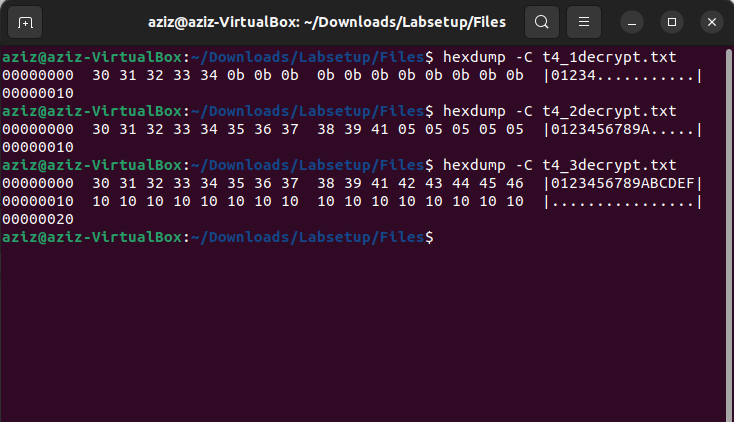 aziz@aziz-VirtualBox: ~/Downloads/Labsetup/Files
aziz@aziz-VirtualBox:~/Downloads/Labsetup/Files$ hexdump -C t4_1decrypt.txt
00000000  30 31 32 33 34 0b 0b 0b  0b 0b 0b 0b 0b 0b 0b 0b  |01234...........|
00000010
aziz@aziz-VirtualBox:~/Downloads/Labsetup/Files$ hexdump -C t4_2decrypt.txt
00000000  30 31 32 33 34 35 36 37  38 39 41 05 05 05 05 05  |0123456789A.....|
00000010
aziz@aziz-VirtualBox:~/Downloads/Labsetup/Files$ hexdump -C t4_3decrypt.txt
00000000  30 31 32 33 34 35 36 37  38 39 41 42 43 44 45 46  |0123456789ABCDEF|
00000010  10 10 10 10 10 10 10 10  10 10 10 10 10 10 10 10  |................|
00000020
aziz@aziz-VirtualBox:~/Downloads/Labsetup/Files$